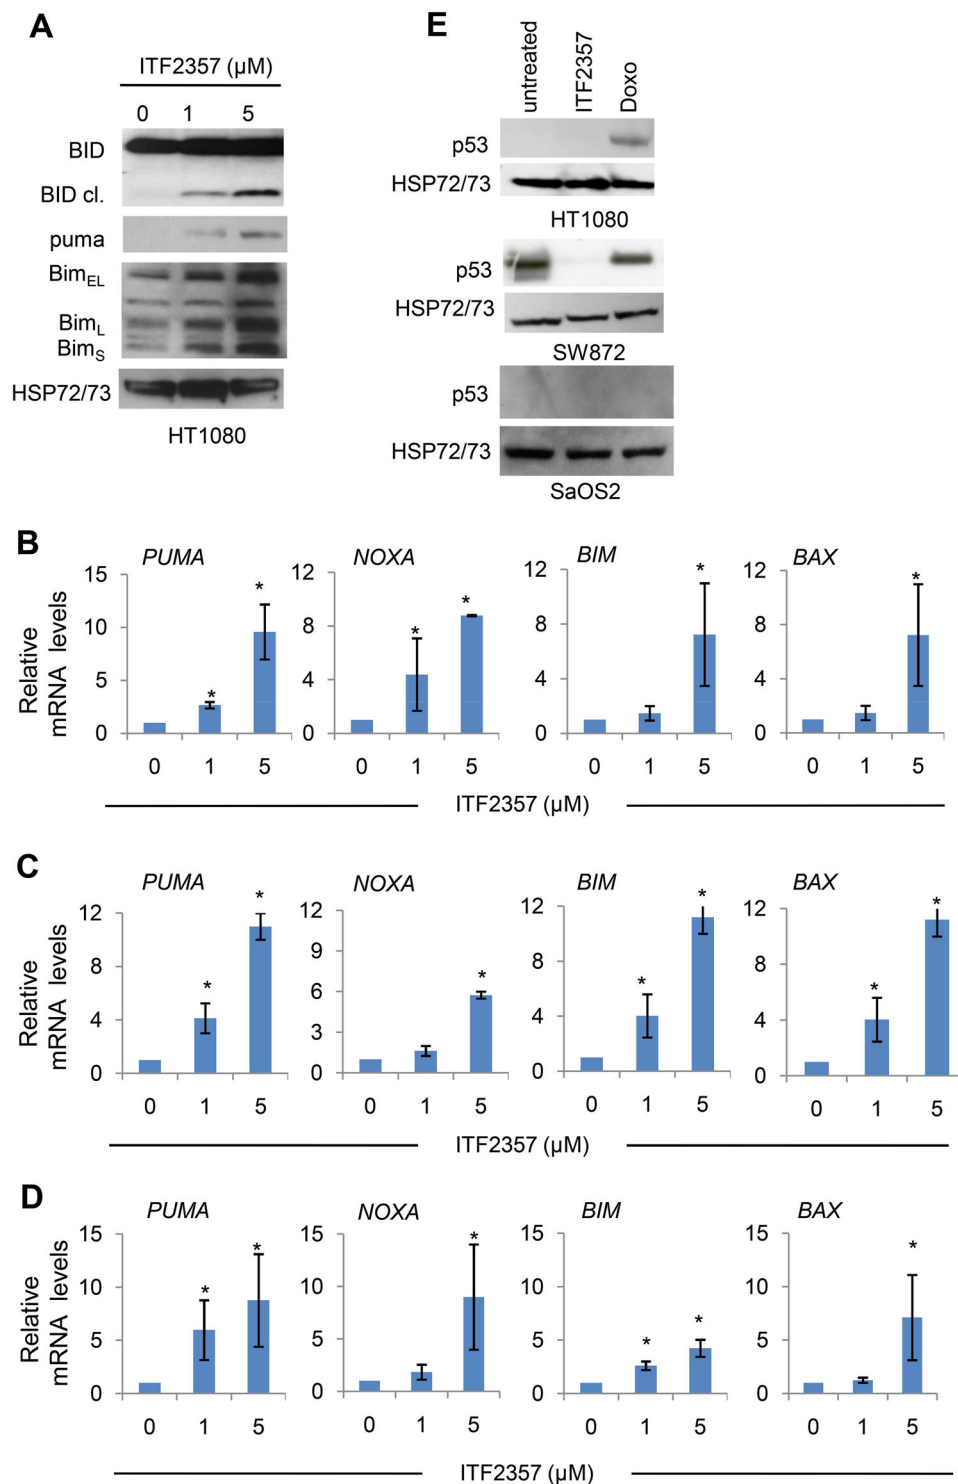 A
ITF2357 (µM)
0 1 5
BID
BID cl.
puma
BimEL
BimL
BimS
HSP72/73
HT1080
E
untreated
ITF2357
Doxo
p53
HSP72/73
HT1080
p53
HSP72/73
SW872
p53
HSP72/73
SaOS2
B
PUMA NOXA BIM BAX
Relative
mRNA levels
15
10
5
0
0 1 5
12
8
4
0
0 1 5
12
8
4
0
0 1 5
12
8
4
0
0 1 5
* * * * * *
ITF2357 (µM)
C
PUMA NOXA BIM BAX
Relative
mRNA levels
12
8
4
0
0 1 5
12
9
6
3
0
0 1 5
12
8
4
0
0 1 5
12
8
4
0
0 1 5
* * * * * * *
ITF2357 (µM)
D
PUMA NOXA BIM BAX
Relative
mRNA levels
15
10
5
0
0 1 5
15
10
5
0
0 1 5
15
10
5
0
0 1 5
15
10
5
0
0 1 5
* * * * * *
ITF2357 (µM)